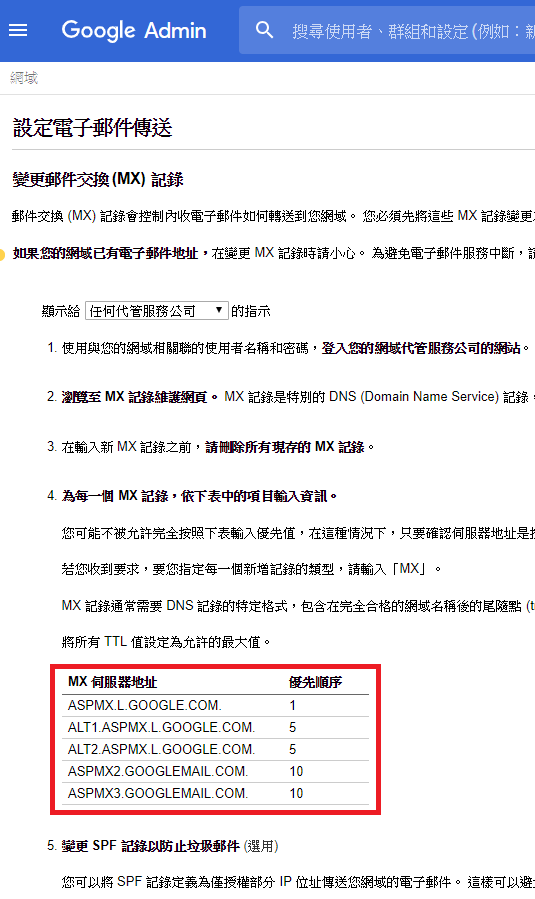 Google Admin
搜尋使用者、群組和設定 (例如：新
網域
設定電子郵件傳送
變更郵件交換 (MX) 記錄
郵件交換 (MX) 記錄會控制內收電子郵件如何轉送到您網域。 您必須先將這些 MX 記錄變更
如果您的網域已有電子郵件地址，在變更 MX 記錄時請小心。 為避免電子郵件服務中斷，請
顯示給 任何代管服務公司 的指示
1. 使用與您的網域相關聯的使用者名稱和密碼，登入您的網域代管服務公司的網站。
2. 瀏覽至 MX 記錄維護網頁。 MX 記錄是特別的 DNS (Domain Name Service) 記錄，
3. 在輸入新 MX 記錄之前，請刪除所有現存的 MX 記錄。
4. 為每一個 MX 記錄，依下表中的項目輸入資訊。
您可能不被允許完全按照下表輸入優先值，在這種情況下，只要確認伺服器地址是按
若您收到要求，要您指定每一個新增記錄的類型，請輸入「MX」。
MX 記錄通常需要 DNS 記錄的特定格式，包含在完全合格的網域名稱後的尾隨點 (t
將所有 TTL 值設定為允許的最大值。
MX 伺服器地址 優先順序
ASPMX.L.GOOGLE.COM. 1
ALT1.ASPMX.L.GOOGLE.COM. 5
ALT2.ASPMX.L.GOOGLE.COM. 5
ASPMX2.GOOGLEMAIL.COM. 10
ASPMX3.GOOGLEMAIL.COM. 10
5. 變更 SPF 記錄以防止垃圾郵件 (選用)
您可以將 SPF 記錄定義為僅授權部分 IP 位址傳送您網域的電子郵件。 這樣可以避